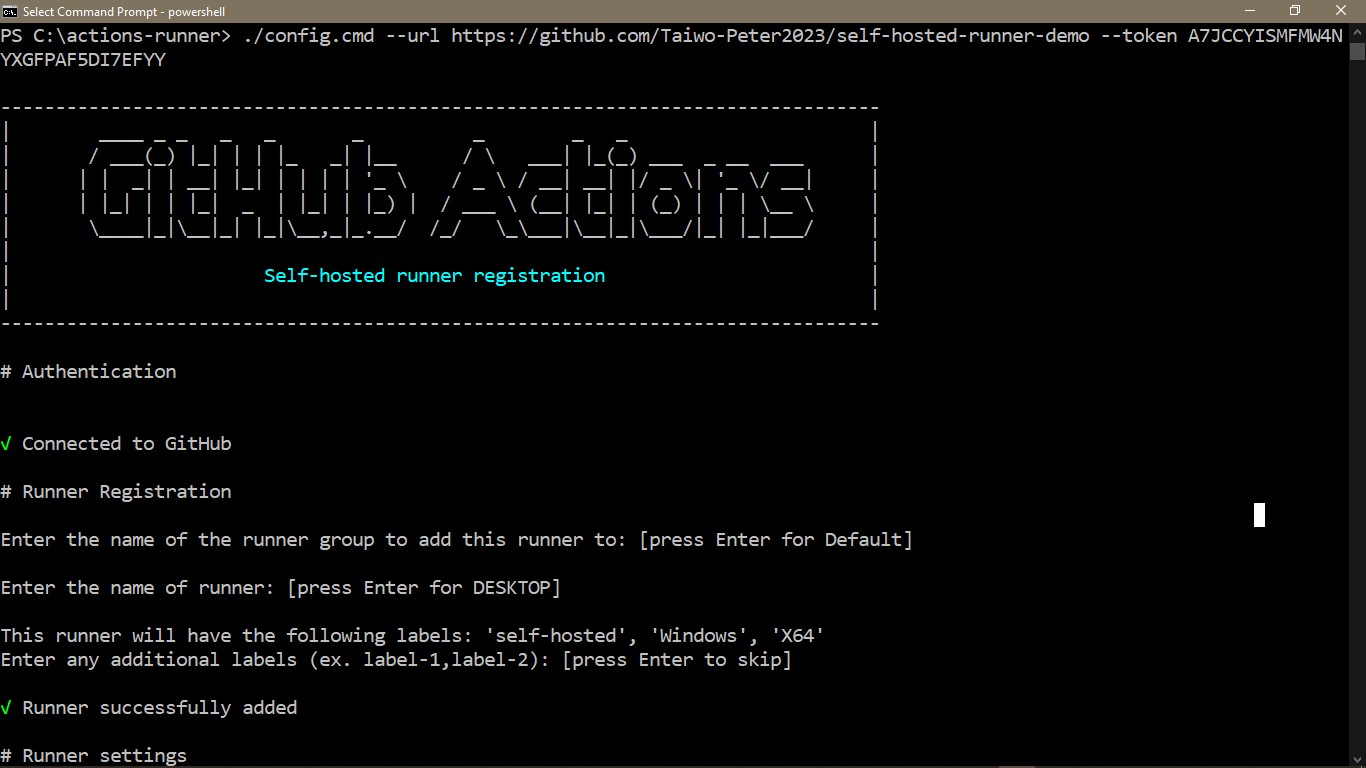 Select Command Prompt - powershell
PS C:\actions-runner> ./config.cmd --url https://github.com/Taiwo-Peter2023/self-hosted-runner-demo --token A7JCCYISMFMW4N
YXGFPAF5DI7EFYY
GitHub Actions
Self-hosted runner registration
# Authentication
√ Connected to GitHub
# Runner Registration
Enter the name of the runner group to add this runner to: [press Enter for Default]
Enter the name of runner: [press Enter for DESKTOP]
This runner will have the following labels: 'self-hosted', 'Windows', 'X64'
Enter any additional labels (ex. label-1,label-2): [press Enter to skip]
√ Runner successfully added
# Runner settings